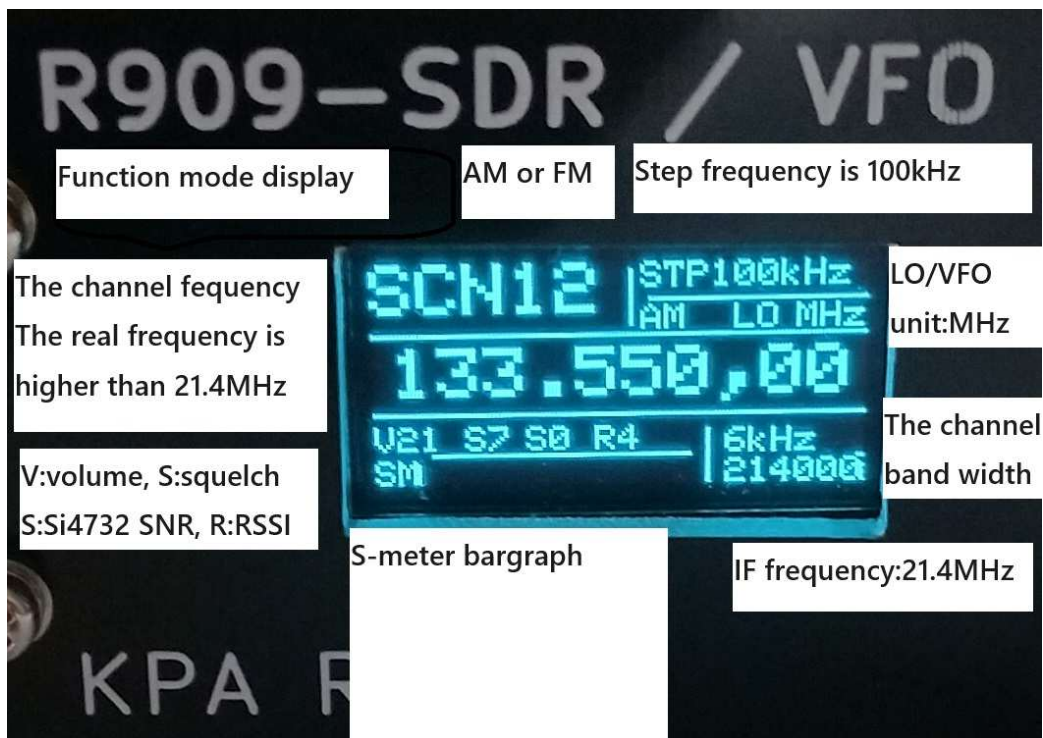 R909-SDR / VFO
Function mode display
AM or FM
Step frequency is 100kHz
The channel fequency
The real frequency is
higher than 21.4MHz
SCN12
STP100kHz
AM LO MHz
LO/VFO
unit:MHz
133.550,00
V21 S7 S0 R4
6kHz
The channel
band width
SM
214000i
V:volume, S:squelch
S:Si4732 SNR, R:RSSI
S-meter bargraph
IF frequency:21.4MHz
KPA R